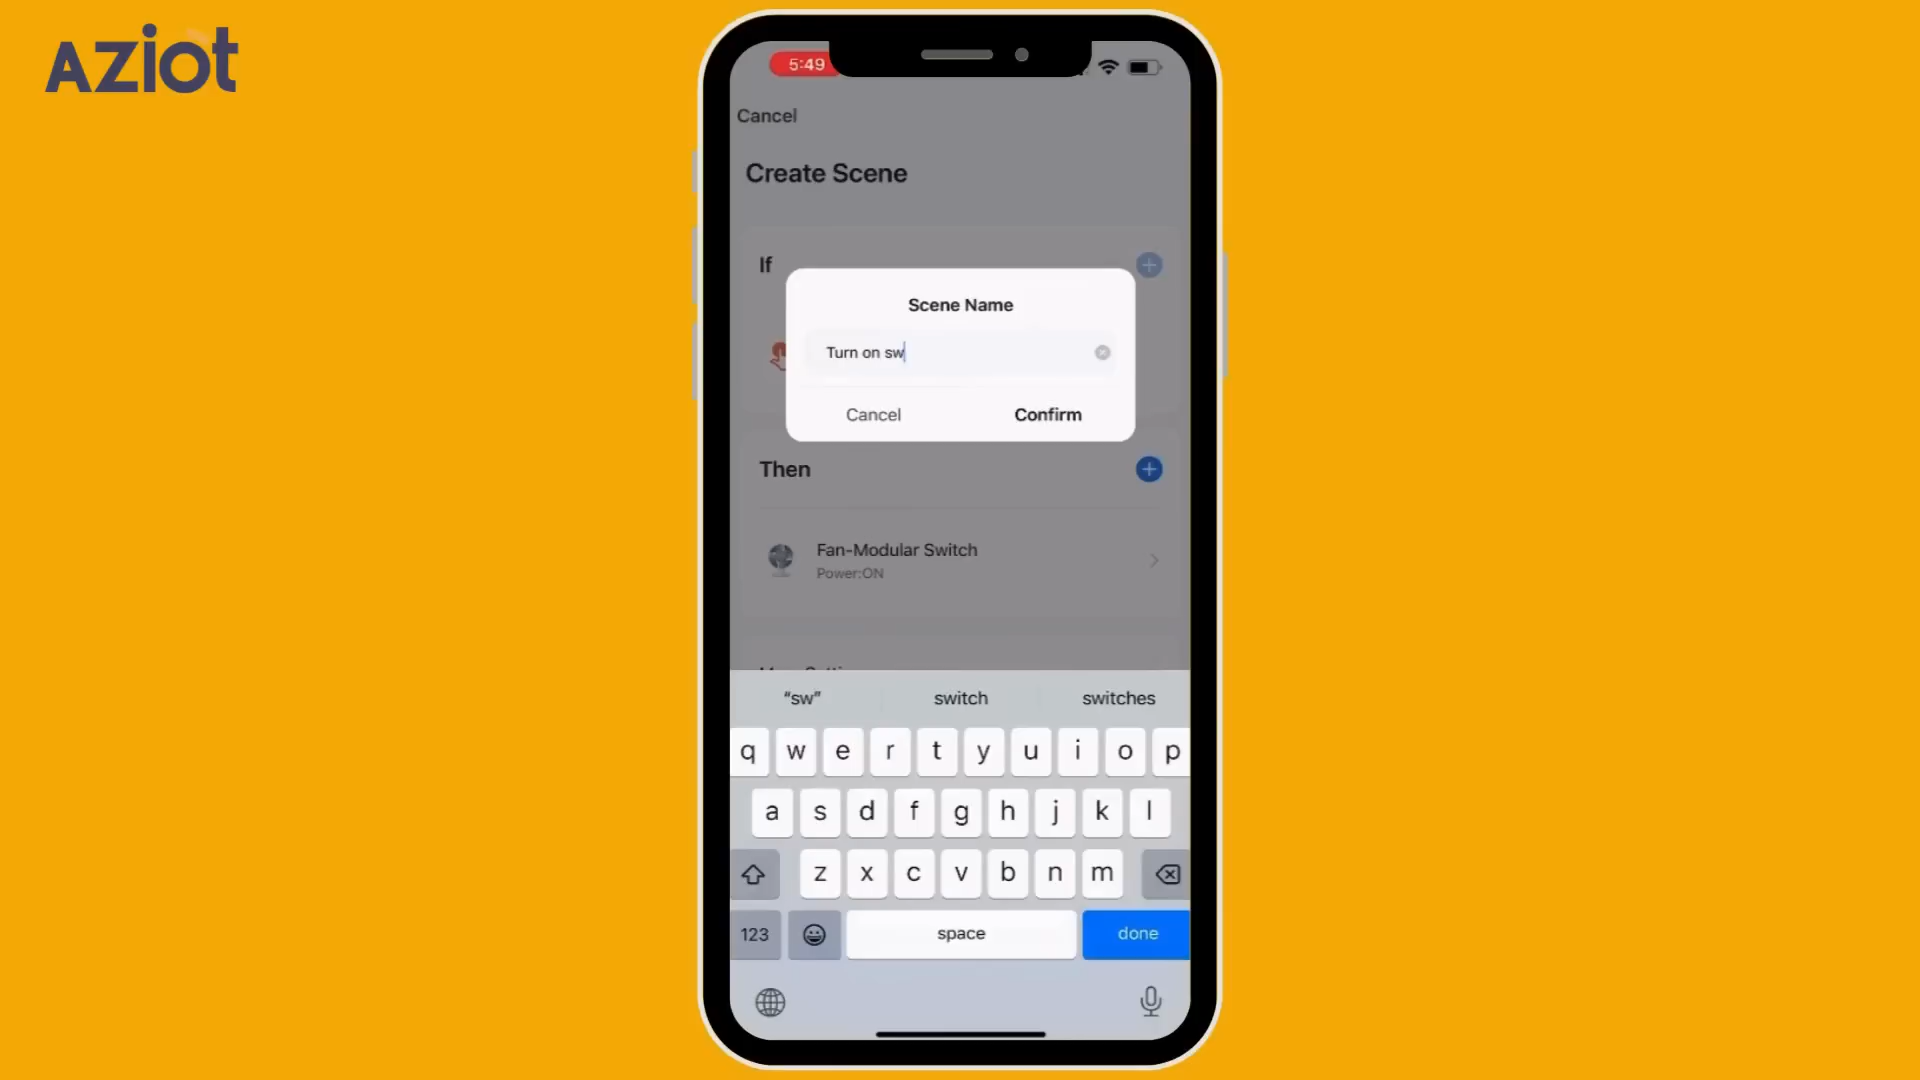 Aziot
5:49
Cancel
Create Scene
If
Scene Name
Turn on sw
Cancel
Confirm
Then
Fan-Modular Switch
Power:ON
“sw”
switch
switches
q w e r t y u i o p
a s d f g h j k l
z x c v b n m
123
space
done